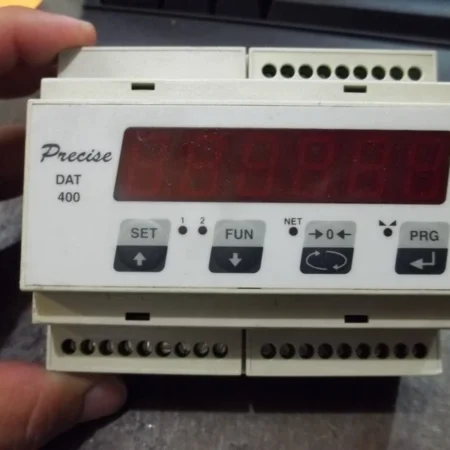 Precise
DAT
400
1 2
NET
SET
FUN
→0←
PRG